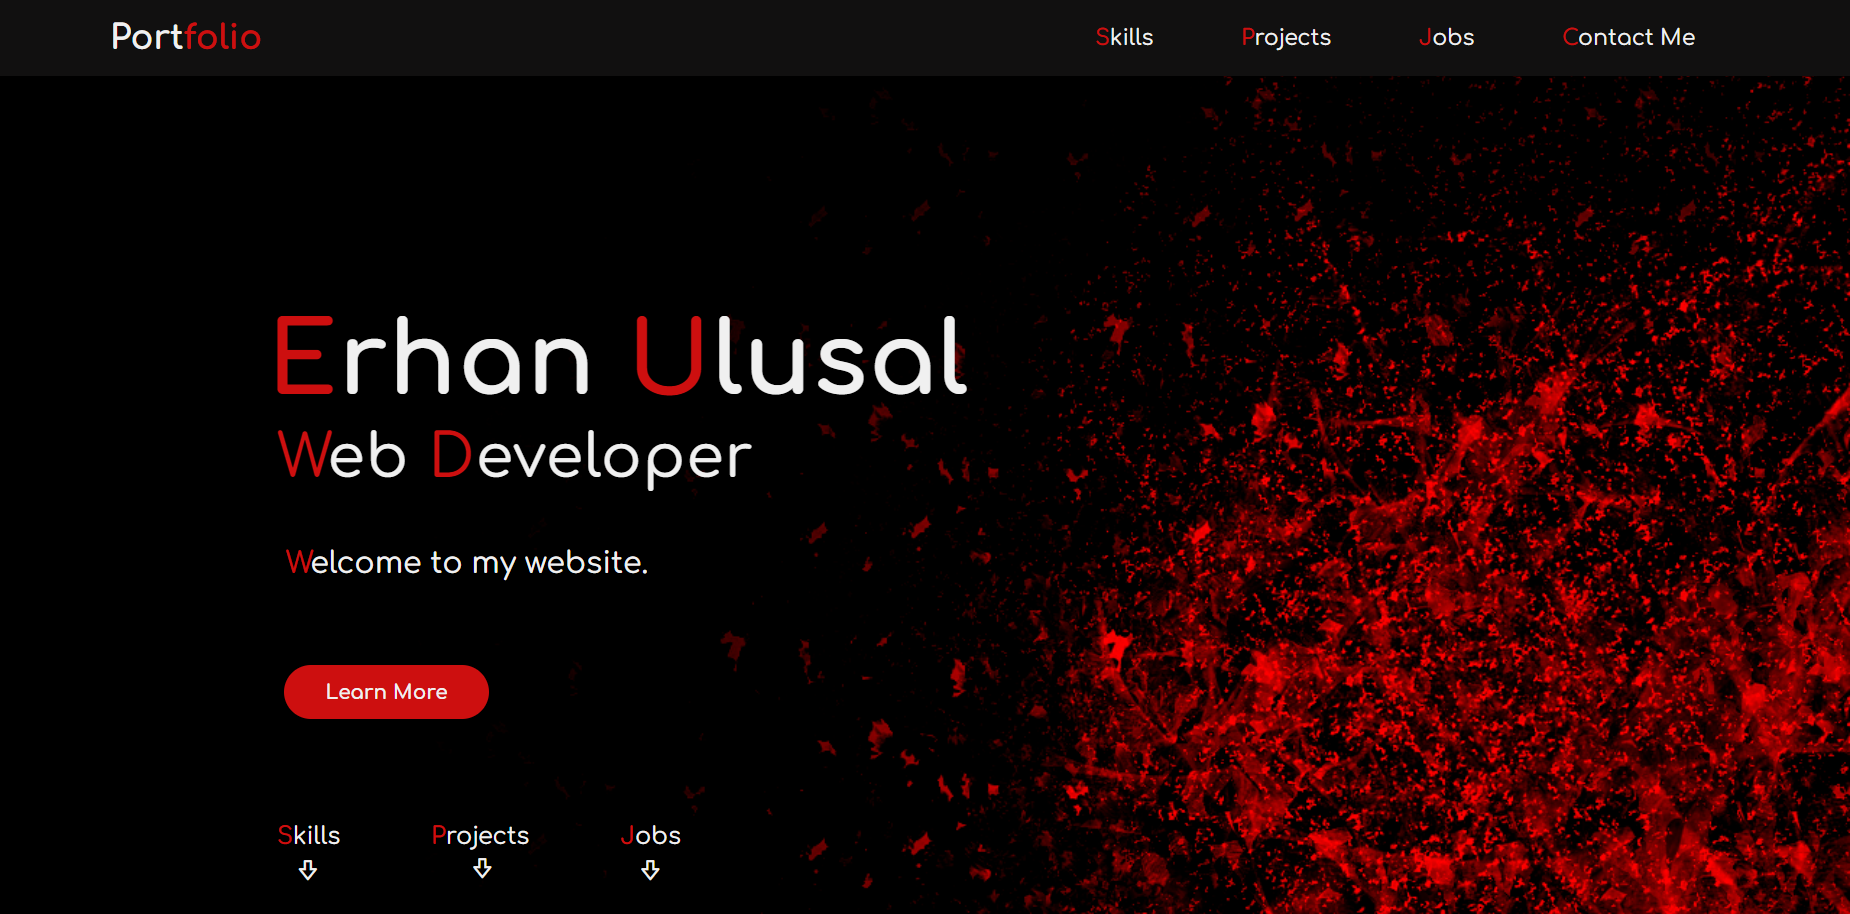 Portfolio
Skills Projects Jobs Contact Me
Erhan Ulusal
Web Developer
Welcome to my website.
Learn More
Skills Projects Jobs